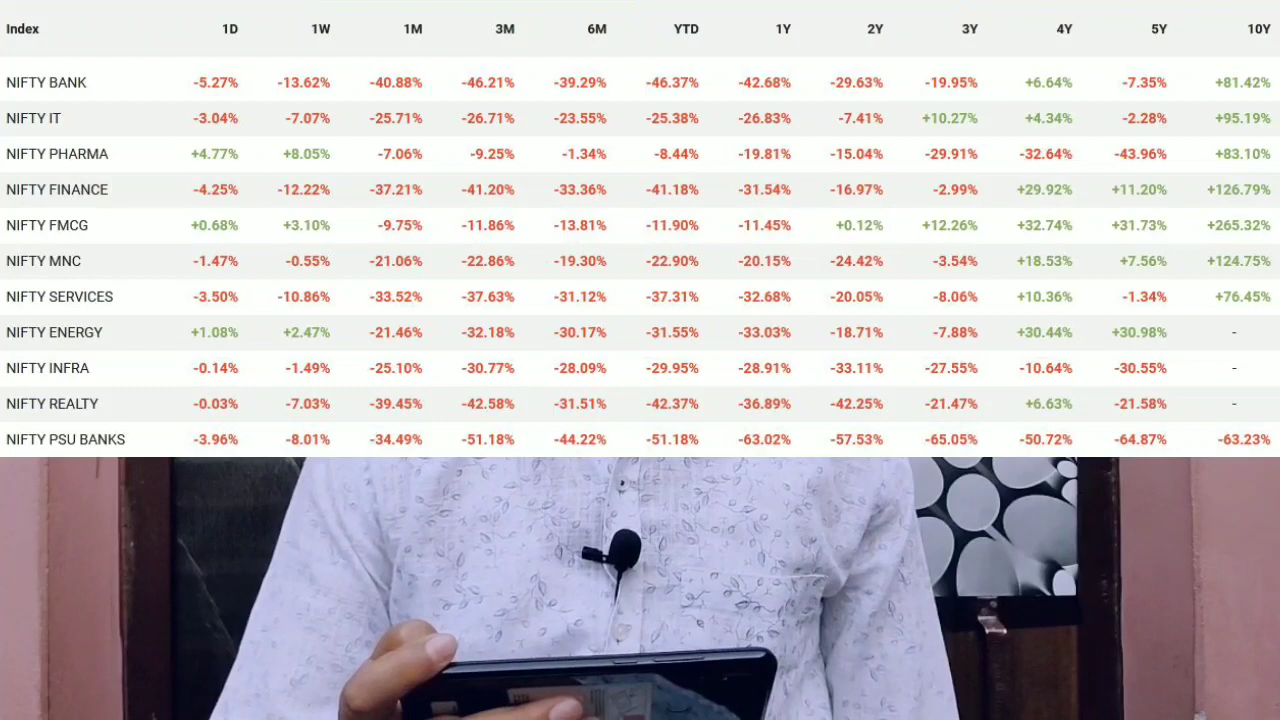 Index 1D 1W 1M 3M 6M YTD 1Y 2Y 3Y 4Y 5Y 10Y
NIFTY BANK -5.27% -13.62% -40.88% -46.21% -39.29% -46.37% -42.68% -29.63% -19.95% +6.64% -7.35% +81.42%
NIFTY IT -3.04% -7.07% -25.71% -26.71% -23.55% -25.38% -26.83% -7.41% +10.27% +4.34% -2.28% +95.19%
NIFTY PHARMA +4.77% +8.05% -7.06% -9.25% -1.34% -8.44% -19.81% -15.04% -29.91% -32.64% -43.96% +83.10%
NIFTY FINANCE -4.25% -12.22% -37.21% -41.20% -33.36% -41.18% -31.54% -16.97% -2.99% +29.92% +11.20% +126.79%
NIFTY FMCG +0.68% +3.10% -9.75% -11.86% -13.81% -11.90% -11.45% +0.12% +12.26% +32.74% +31.73% +265.32%
NIFTY MNC -1.47% -0.55% -21.06% -22.86% -19.30% -22.90% -20.15% -24.42% -3.54% +18.53% +7.56% +124.75%
NIFTY SERVICES -3.50% -10.86% -33.52% -37.63% -31.12% -37.31% -32.68% -20.05% -8.06% +10.36% -1.34% +76.45%
NIFTY ENERGY +1.08% +2.47% -21.46% -32.18% -30.17% -31.55% -33.03% -18.71% -7.88% +30.44% +30.98% -
NIFTY INFRA -0.14% -1.49% -25.10% -30.77% -28.09% -29.95% -28.91% -33.11% -27.55% -10.64% -30.55% -
NIFTY REALTY -0.03% -7.03% -39.45% -42.58% -31.51% -42.37% -36.89% -42.25% -21.47% +6.63% -21.58% -
NIFTY PSU BANKS -3.96% -8.01% -34.49% -51.18% -44.22% -51.18% -63.02% -57.53% -65.05% -50.72% -64.87% -63.23%